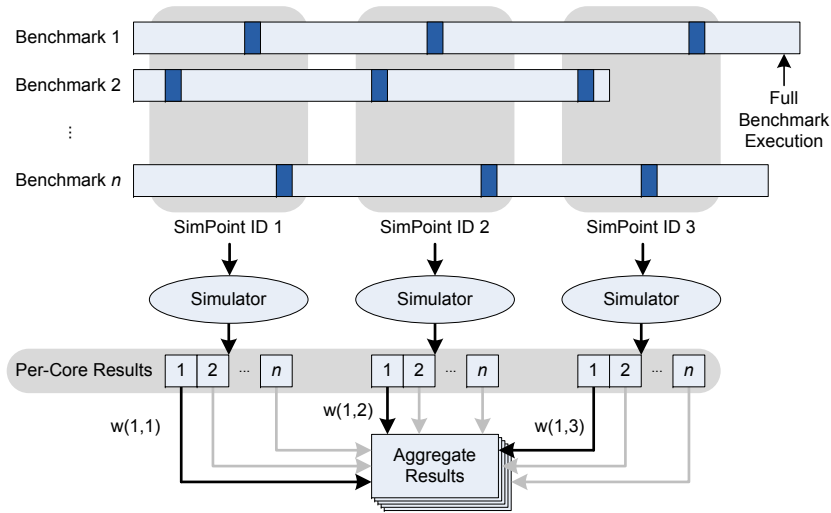 Benchmark 1
Benchmark 2
...
Benchmark n
Full
Benchmark
Execution
SimPoint ID 1
SimPoint ID 2
SimPoint ID 3
Simulator
Simulator
Simulator
Per-Core Results
1 2 ... n
1 2 ... n
1 2 ... n
w(1,1)
w(1,2)
w(1,3)
Aggregate
Results